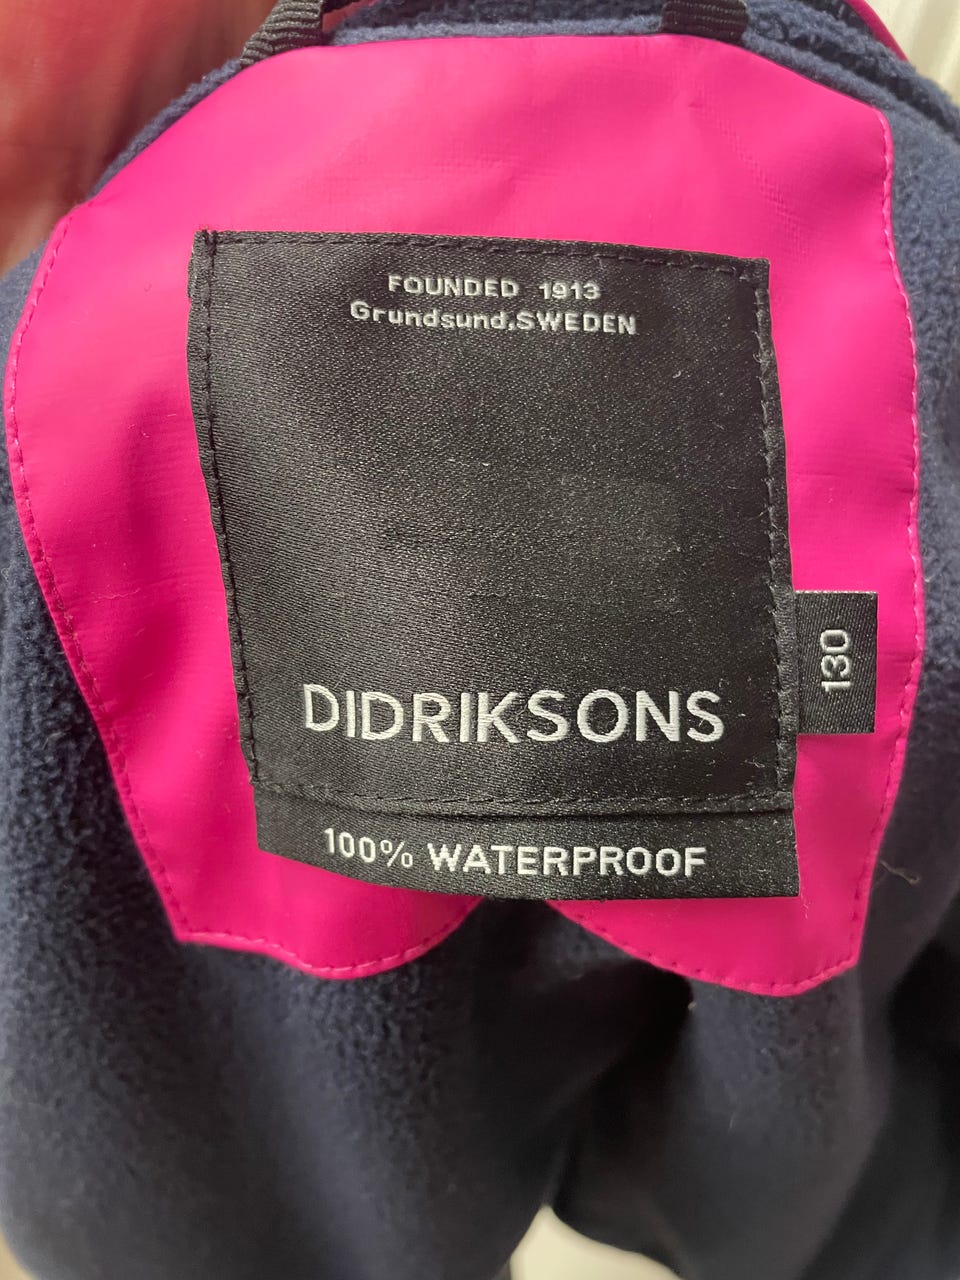 FOUNDED 1913
Grundsund,SWEDEN
DIDRIKSONS
130
100% WATERPROOF